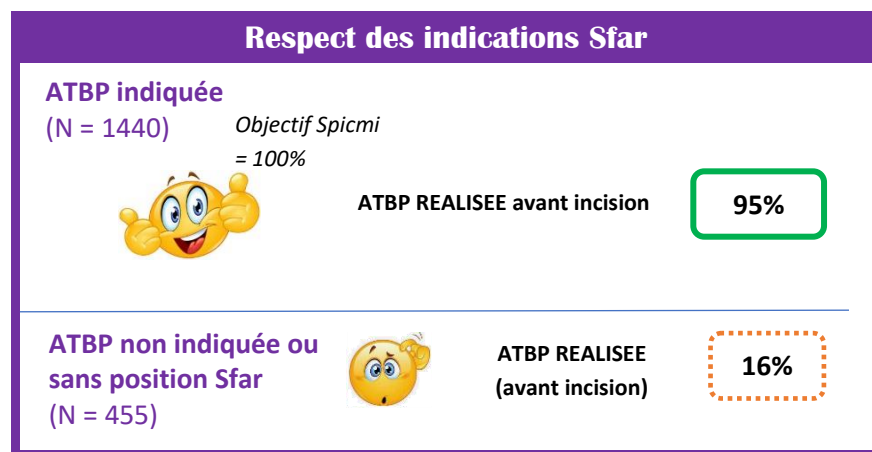 Respect des indications Sfar
ATBP indiquée
(N = 1440)
Objectif Spicmi
= 100%
ATBP REALISEE avant incision
95%
ATBP non indiquée ou
sans position Sfar
(N = 455)
ATBP REALISEE
(avant incision)
16%